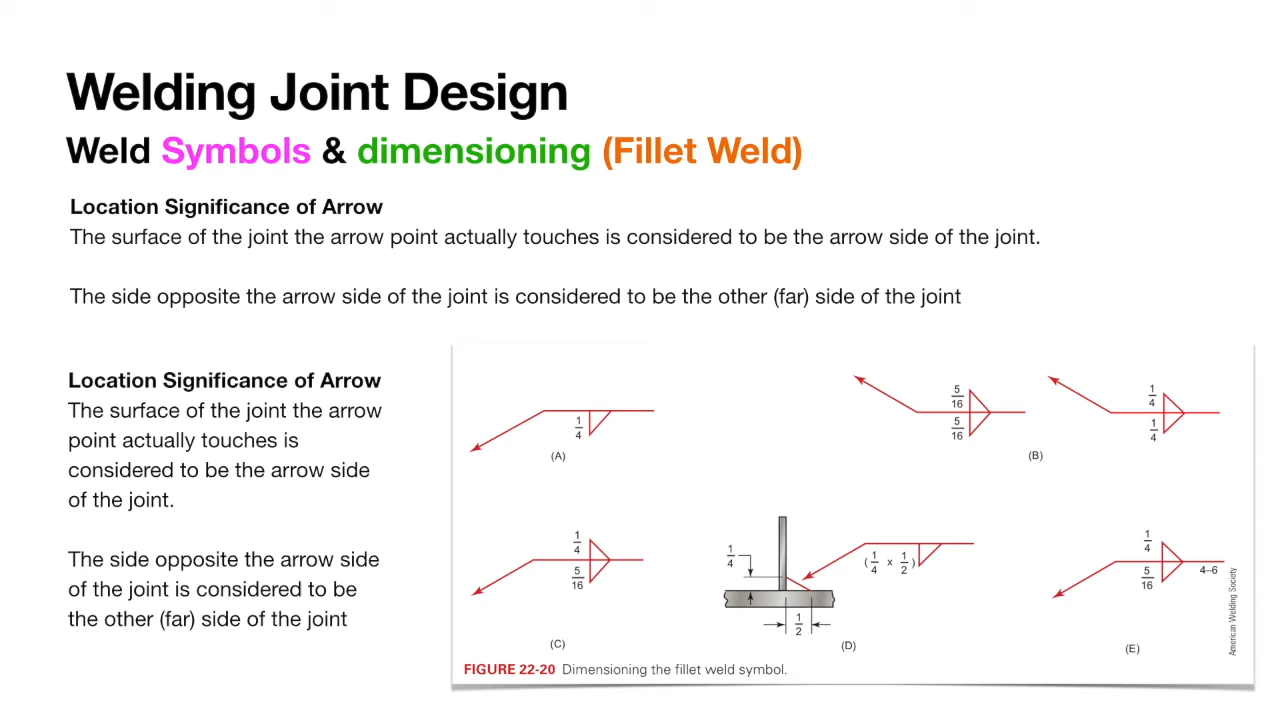 Welding Joint Design
Weld Symbols & dimensioning (Fillet Weld)
Location Significance of Arrow
The surface of the joint the arrow point actually touches is considered to be the arrow side of the joint.
The side opposite the arrow side of the joint is considered to be the other (far) side of the joint
Location Significance of Arrow
The surface of the joint the arrow
point actually touches is
considered to be the arrow side
of the joint.
The side opposite the arrow side
of the joint is considered to be
the other (far) side of the joint
1/4
(A)
5/16
5/16
1/4
1/4
(B)
1/4
5/16
(C)
1/4
(1/4 x 1/2)
1/2
(D)
1/4
5/16
4–6
(E)
American Welding Society
FIGURE 22-20 Dimensioning the fillet weld symbol.